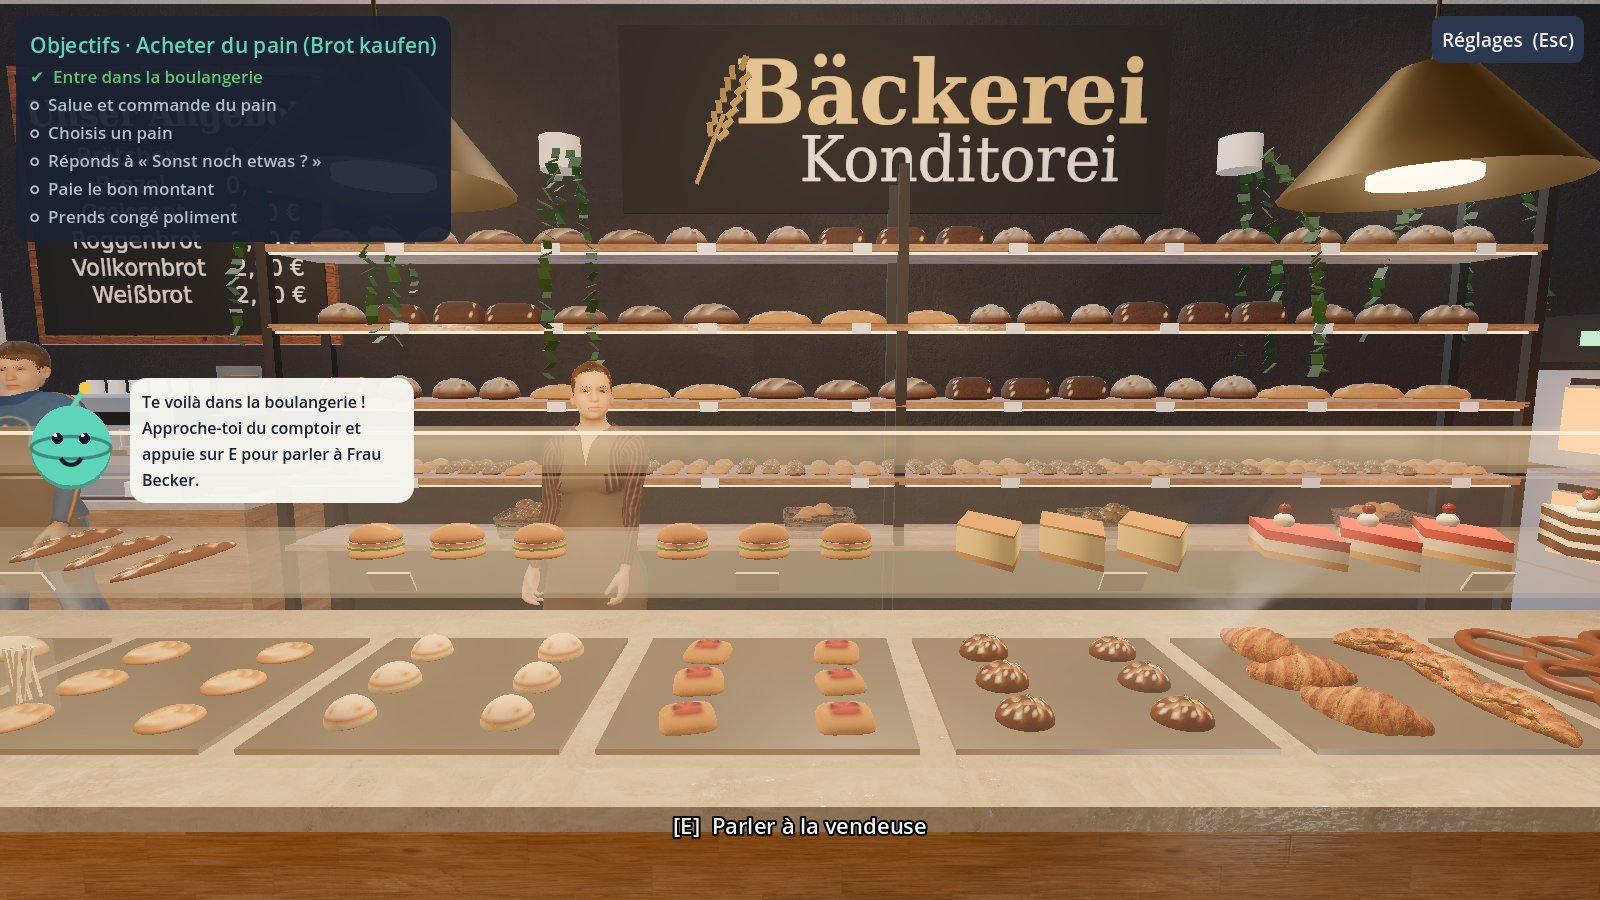 Objectifs · Acheter du pain (Brot kaufen)
✔ Entre dans la boulangerie
Salue et commande du pain
Choisis un pain
Réponds à « Sonst noch etwas ? »
Paie le bon montant
Prends congé poliment
Réglages (Esc)
Bäckerei
Konditorei
Roggenbrot
Vollkornbrot
Weißbrot
Te voilà dans la boulangerie !
Approche-toi du comptoir et
appuie sur E pour parler à Frau
Becker.
[E] Parler à la vendeuse